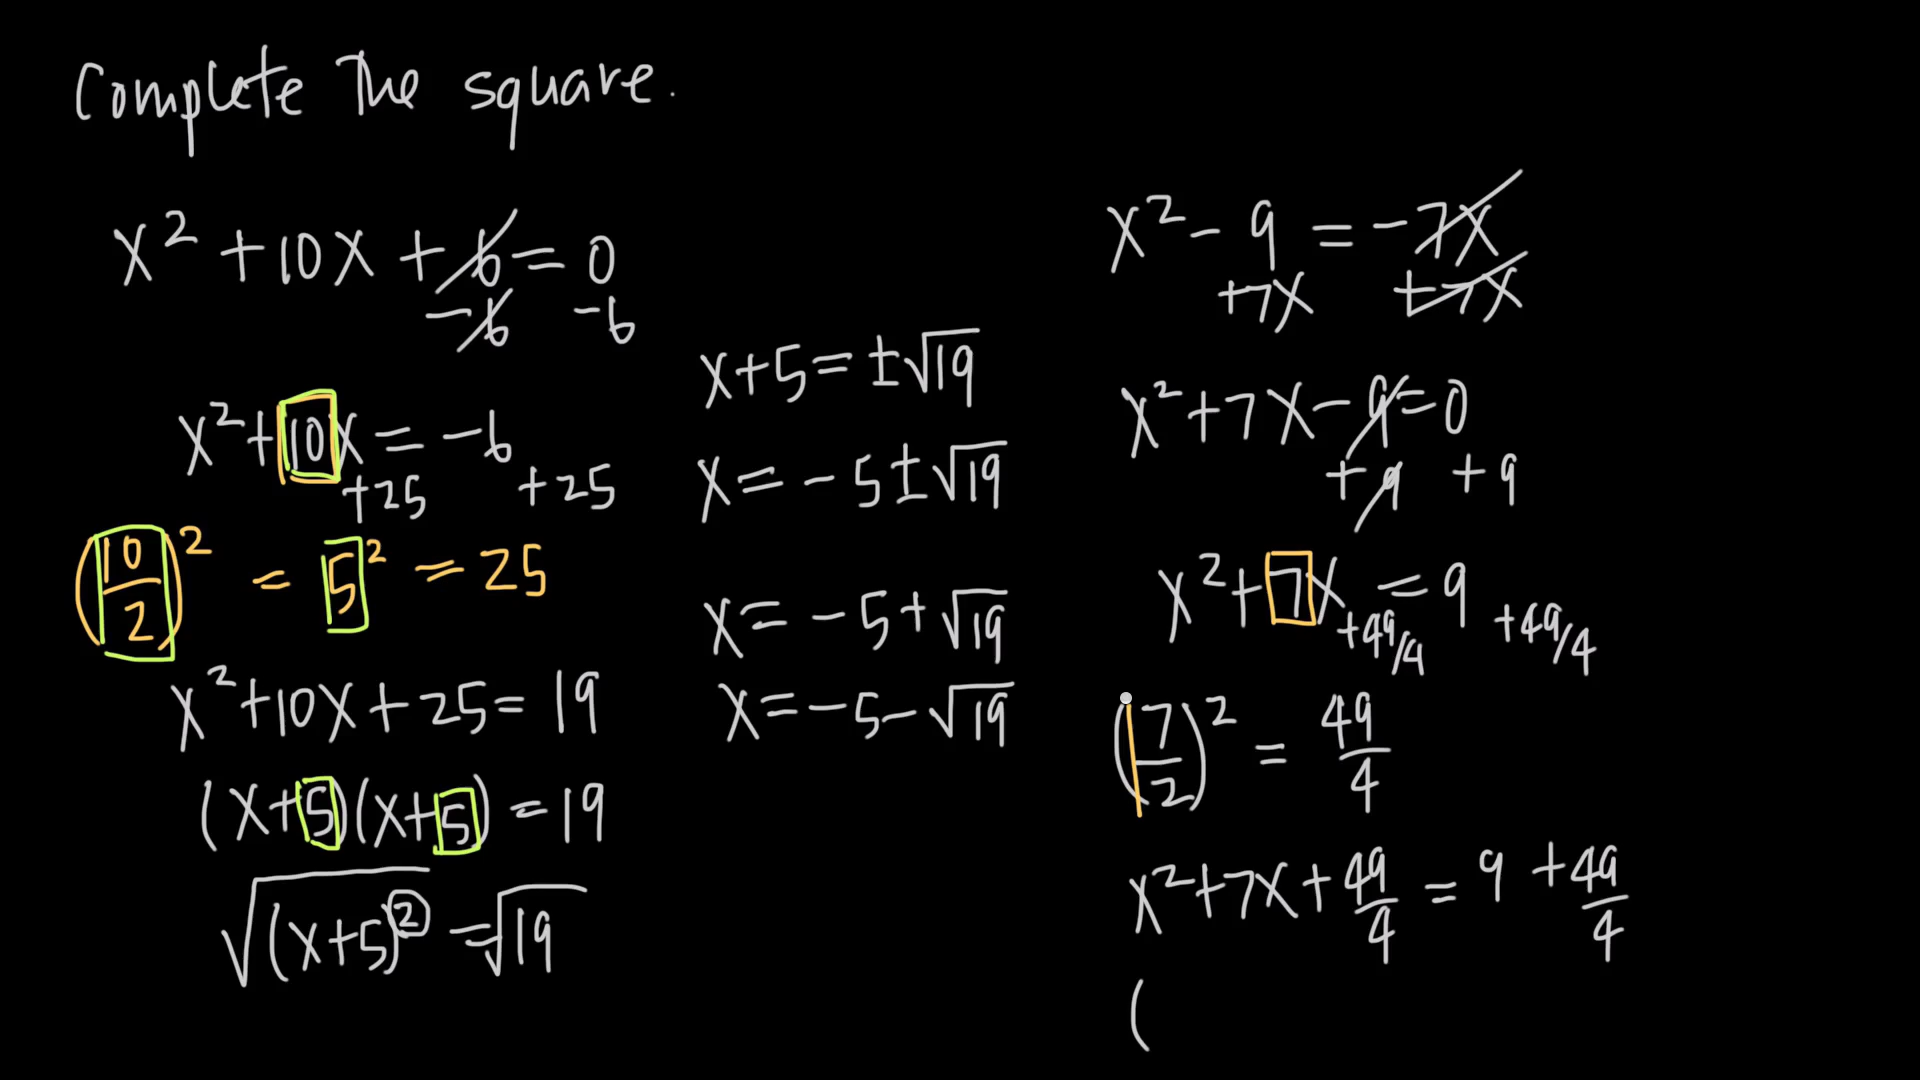 Complete The square.
x² + 10x + 6 = 0
-6 -6
x² + 10x = -6
+25 +25
(10/2)² = 5² = 25
x² + 10x + 25 = 19
(x+5)(x+5) = 19
√(x+5)² = √19
x+5 = ±√19
x = -5 ± √19
x = -5 + √19
x = -5 - √19
x² - 9 = -7x
+7x +7x
x² + 7x - 9 = 0
+9 +9
x² + 7x = 9
+49/4 +49/4
(7/2)² = 49/4
x² + 7x + 49/4 = 9 + 49/4
(